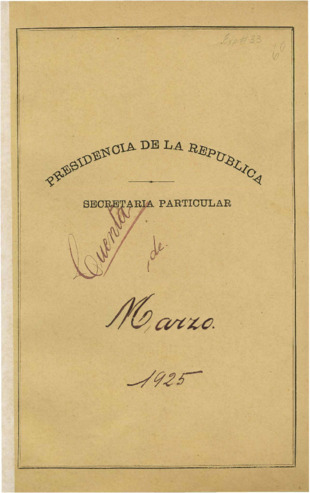 PRESIDENCIA DE LA REPUBLICA
SECRETARIA PARTICULAR
Cuenta
de.
Marzo.
1925